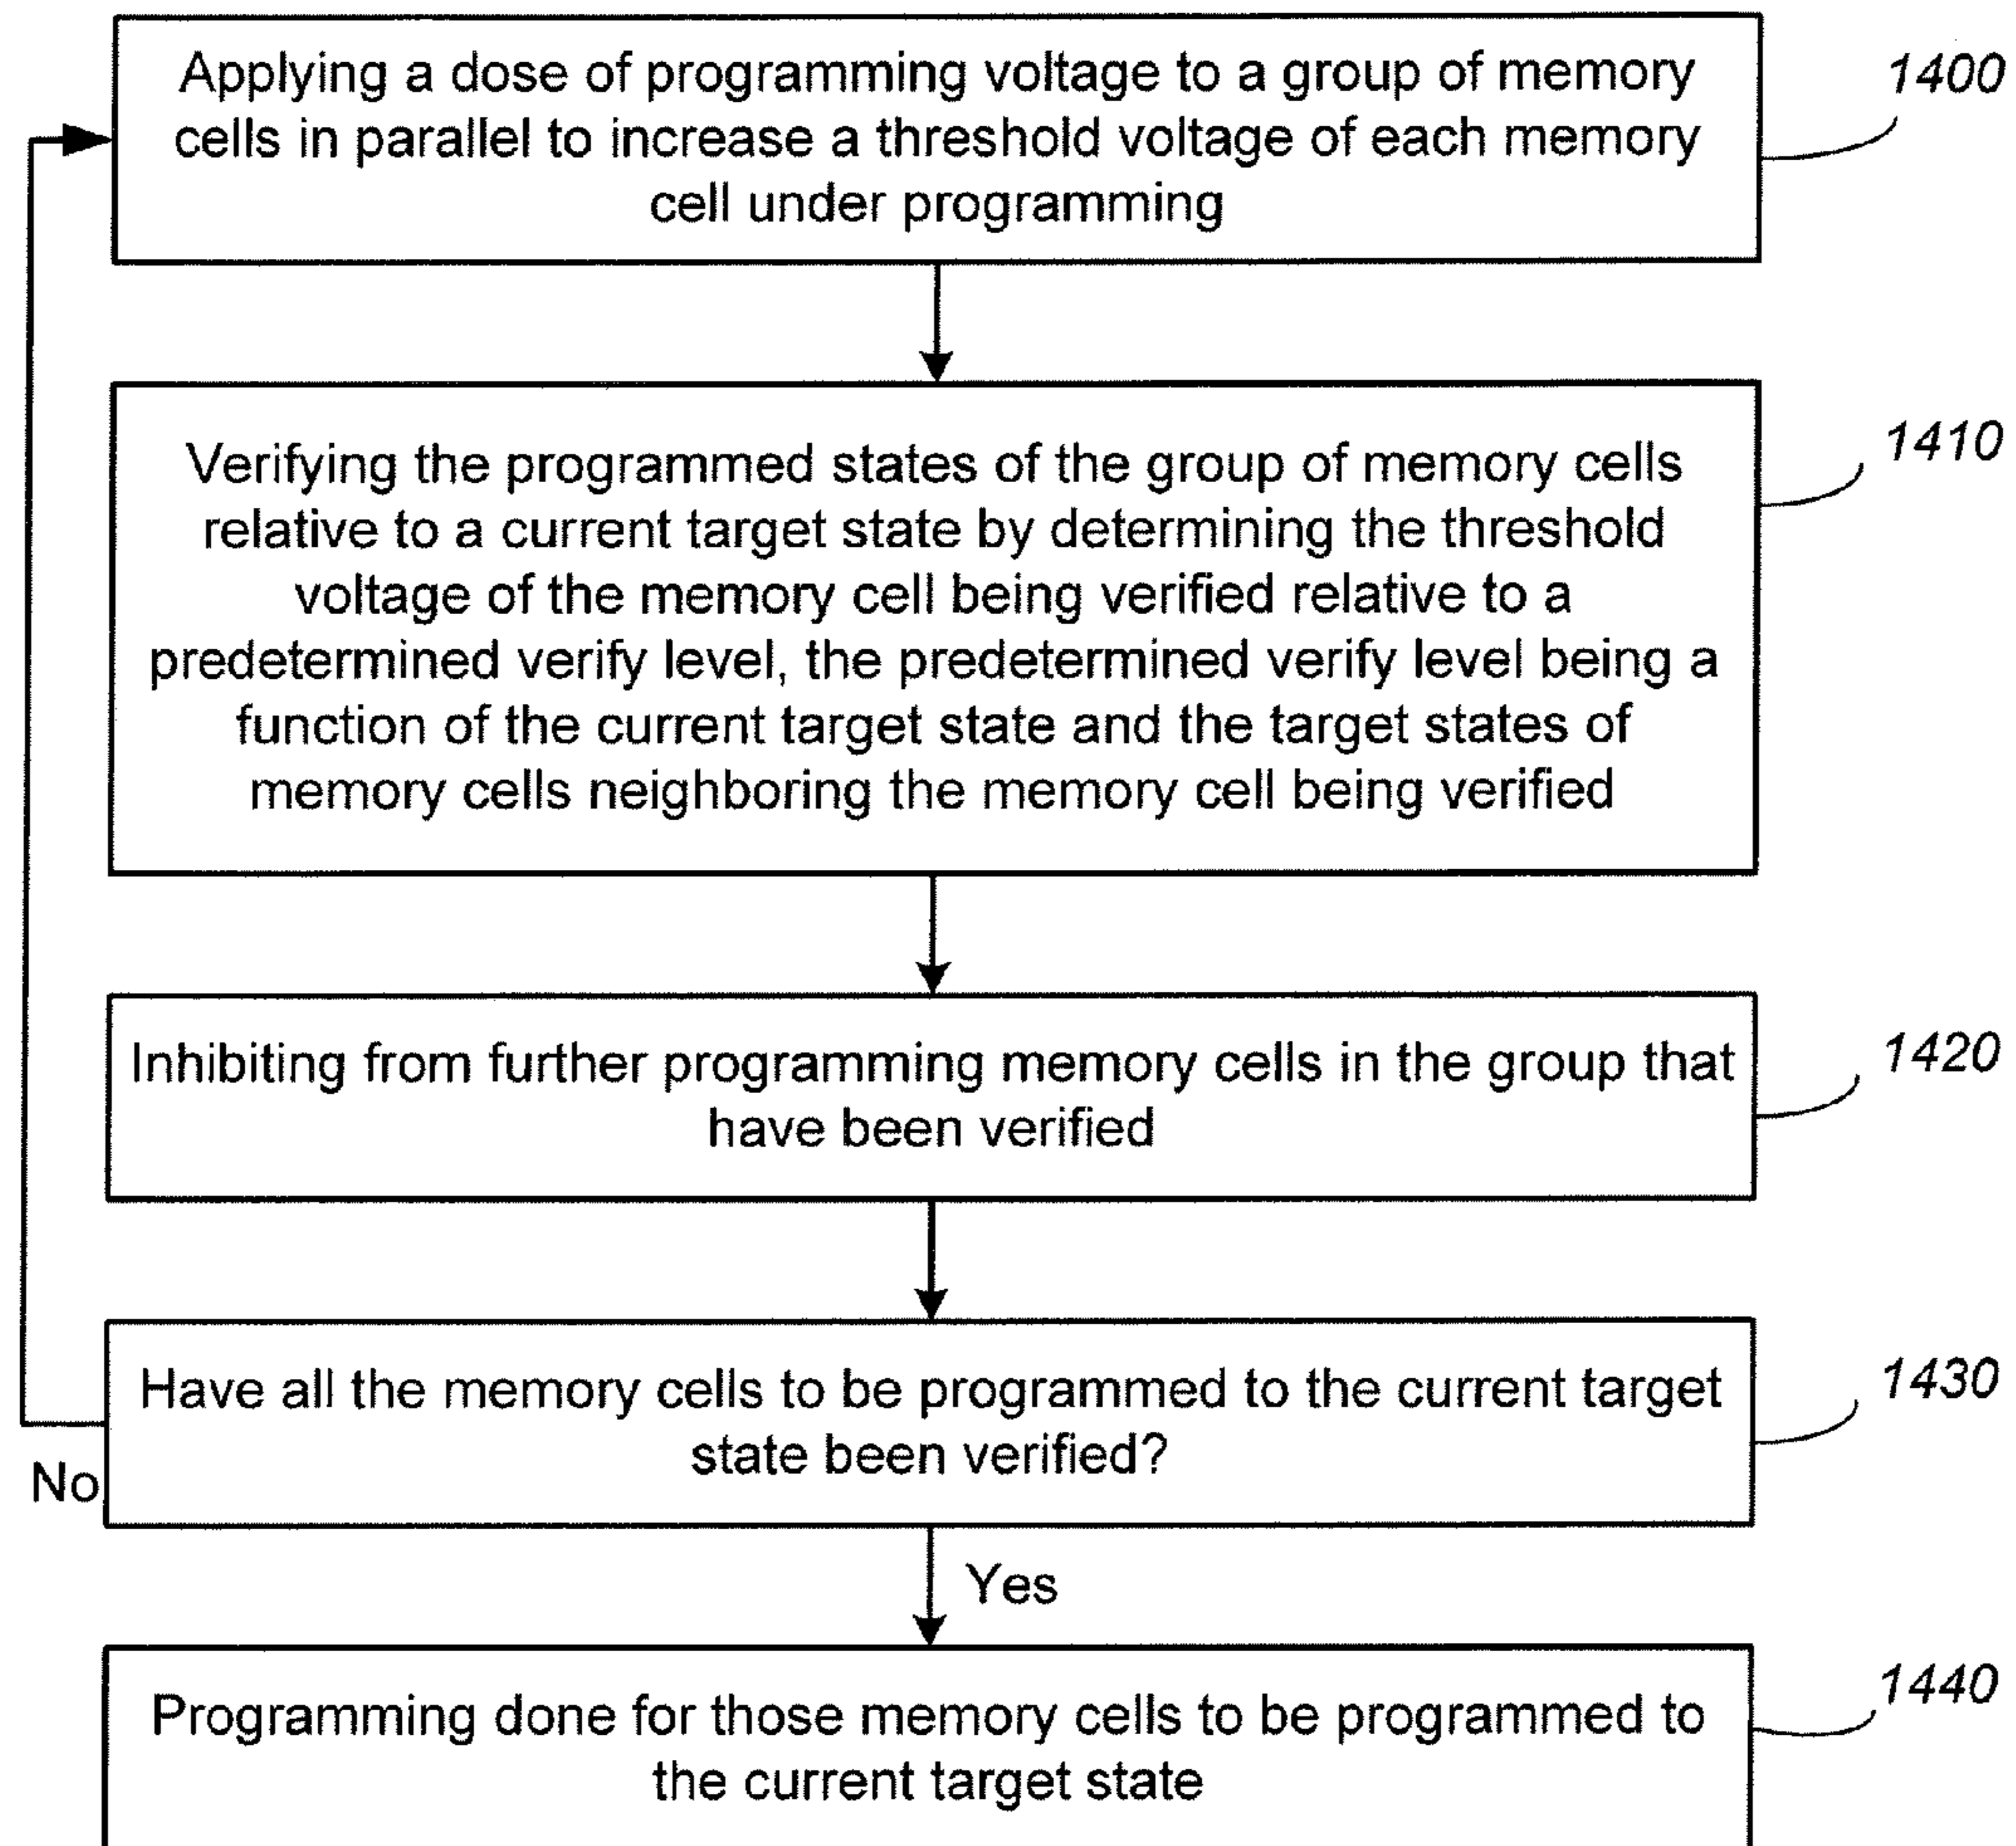 Applying a dose of programming voltage to a group of memory
cells in parallel to increase a threshold voltage of each memory
cell under programming
1400
Verifying the programmed states of the group of memory cells
relative to a current target state by determining the threshold
voltage of the memory cell being verified relative to a
predetermined verify level, the predetermined verify level being a
function of the current target state and the target states of
memory cells neighboring the memory cell being verified
1410
Inhibiting from further programming memory cells in the group that
have been verified
1420
Have all the memory cells to be programmed to the current target
state been verified?
1430
No
Yes
Programming done for those memory cells to be programmed to
the current target state
1440